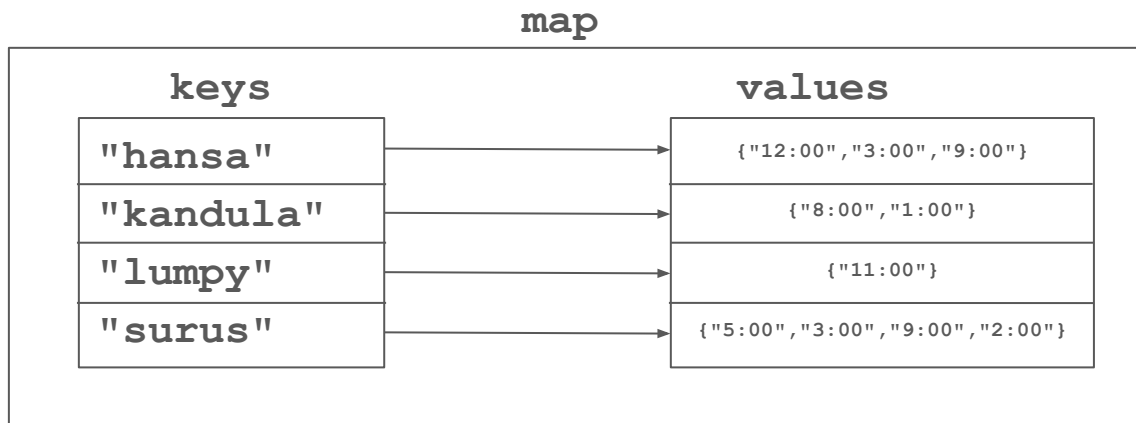 map
keys values
"hansa" {"12:00","3:00","9:00"}
"kandula" {"8:00","1:00"}
"lumpy" {"11:00"}
"surus" {"5:00","3:00","9:00","2:00"}